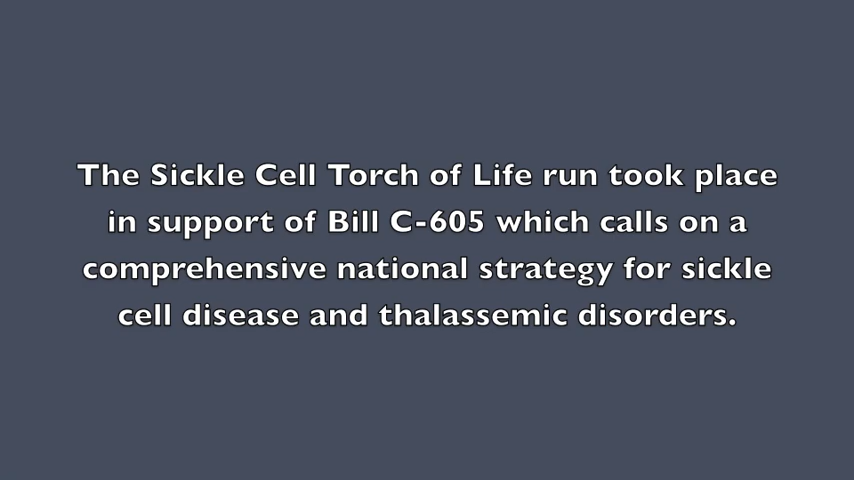 The Sickle Cell Torch of Life run took place
in support of Bill C-605 which calls on a
comprehensive national strategy for sickle
cell disease and thalassemic disorders.